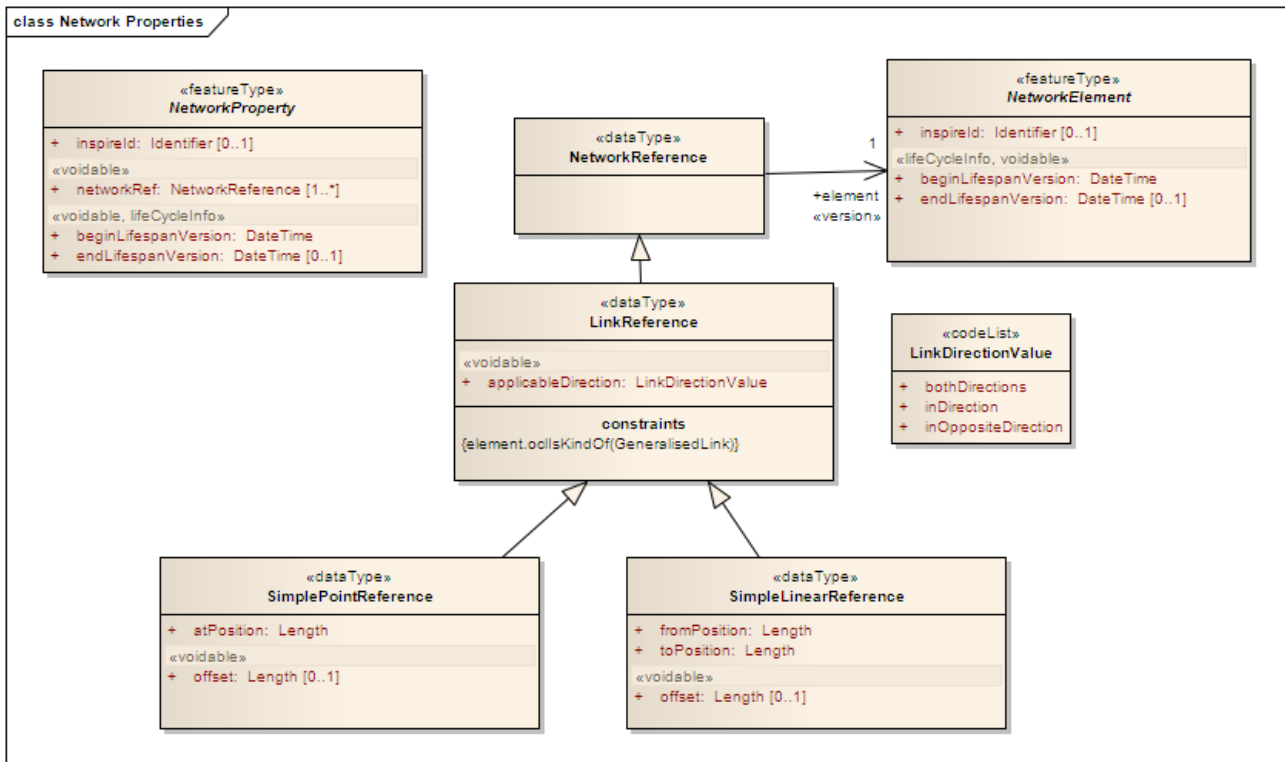 class Network Properties
«featureType»
NetworkProperty
+ inspireId: Identifier [0..1]
«voidable»
+ networkRef: NetworkReference [1..*]
«voidable, lifeCycleInfo»
+ beginLifespanVersion: DateTime
+ endLifespanVersion: DateTime [0..1]
«dataType»
NetworkReference
1
+element
«version»
«featureType»
NetworkElement
+ inspireId: Identifier [0..1]
«lifeCycleInfo, voidable»
+ beginLifespanVersion: DateTime
+ endLifespanVersion: DateTime [0..1]
«dataType»
LinkReference
«voidable»
+ applicableDirection: LinkDirectionValue
constraints
{element.oclIsKindOf(GeneralisedLink)}
«codeList»
LinkDirectionValue
+ bothDirections
+ inDirection
+ inOppositeDirection
«dataType»
SimplePointReference
+ atPosition: Length
«voidable»
+ offset: Length [0..1]
«dataType»
SimpleLinearReference
+ fromPosition: Length
+ toPosition: Length
«voidable»
+ offset: Length [0..1]